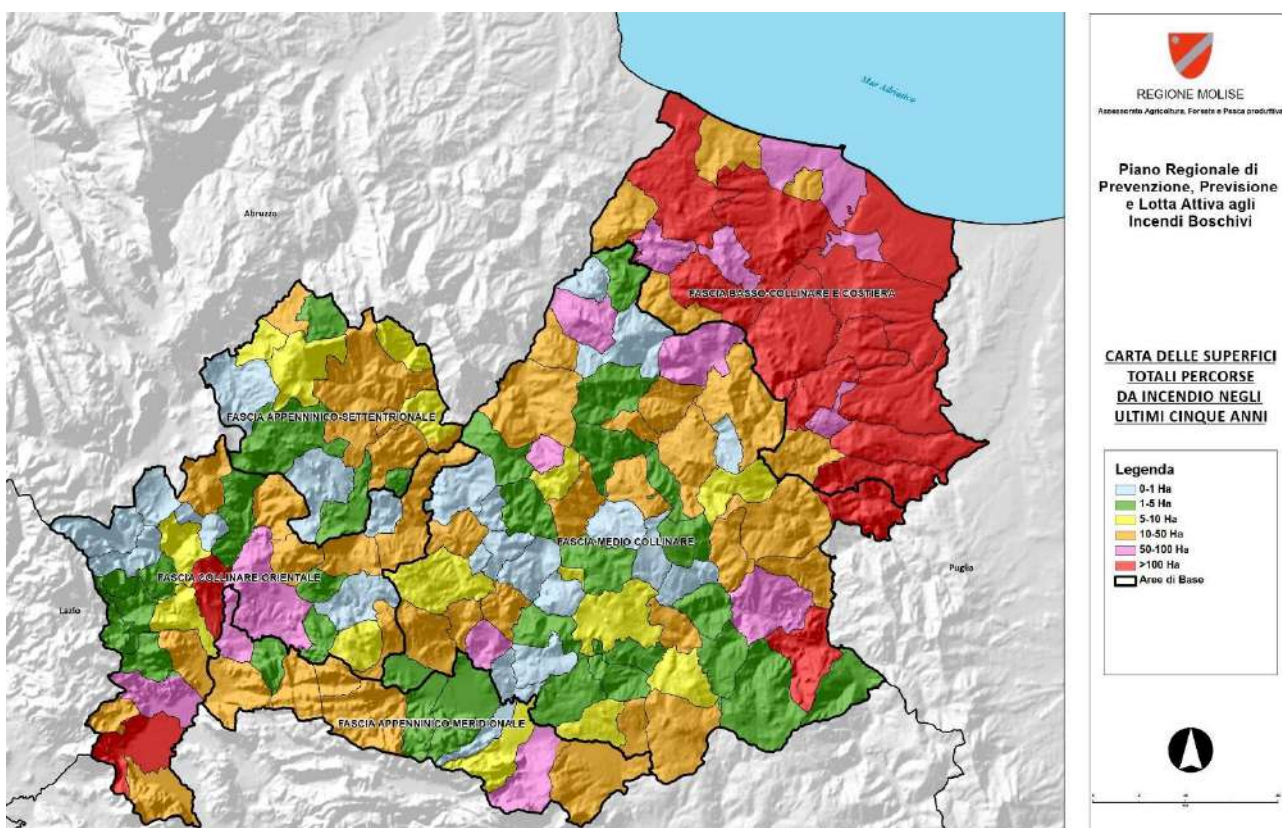 Mar Adriatico
Abruzzo
FASCIA BASSO-COLLINARE E COSTIERA
FASCIA APPENNINICO-SETTENTRIONALE
FASCIA MEDIO COLLINARE
Puglia
FASCIA COLLINARE ORIENTALE
Lazio
FASCIA APPENNINICO-MERIDIONALE
REGIONE MOLISE
Assessorato Agricoltura, Foreste e Pesca produttiva
Piano Regionale di
Prevenzione, Previsione
e Lotta Attiva agli
Incendi Boschivi
CARTA DELLE SUPERFICI
TOTALI PERCORSE
DA INCENDIO NEGLI
ULTIMI CINQUE ANNI
Legenda
0-1 Ha
1-5 Ha
5-10 Ha
10-50 Ha
50-100 Ha
>100 Ha
Aree di Base